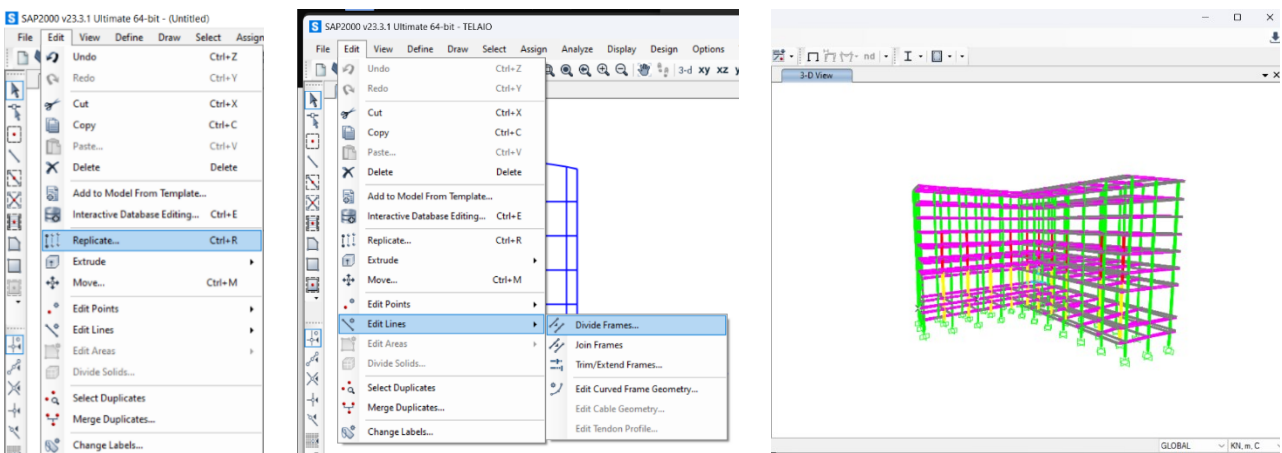 SAP2000 v23.3.1 Ultimate 64-bit - (Untitled)
File Edit View Define Draw Select Assign
Undo Ctrl+Z
Redo Ctrl+Y
Cut Ctrl+X
Copy Ctrl+C
Paste... Ctrl+V
Delete Delete
Add to Model From Template...
Interactive Database Editing... Ctrl+E
Replicate... Ctrl+R
Extrude
Move... Ctrl+M
Edit Points
Edit Lines
Edit Areas
Divide Solids...
Select Duplicates
Merge Duplicates...
Change Labels...
SAP2000 v23.3.1 Ultimate 64-bit - TELAIO
File Edit View Define Draw Select Assign Analyze Display Design Options
3-d xy xz
Undo Ctrl+Z
Redo Ctrl+Y
Cut Ctrl+X
Copy Ctrl+C
Paste... Ctrl+V
Delete Delete
Add to Model From Template...
Interactive Database Editing... Ctrl+E
Replicate... Ctrl+R
Extrude
Move... Ctrl+M
Edit Points
Edit Lines
Edit Areas
Divide Solids...
Select Duplicates
Merge Duplicates...
Change Labels...
Divide Frames...
Join Frames
Trim/Extend Frames...
Edit Curved Frame Geometry...
Edit Cable Geometry...
Edit Tendon Profile...
nd
3-D View
GLOBAL KN, m, C